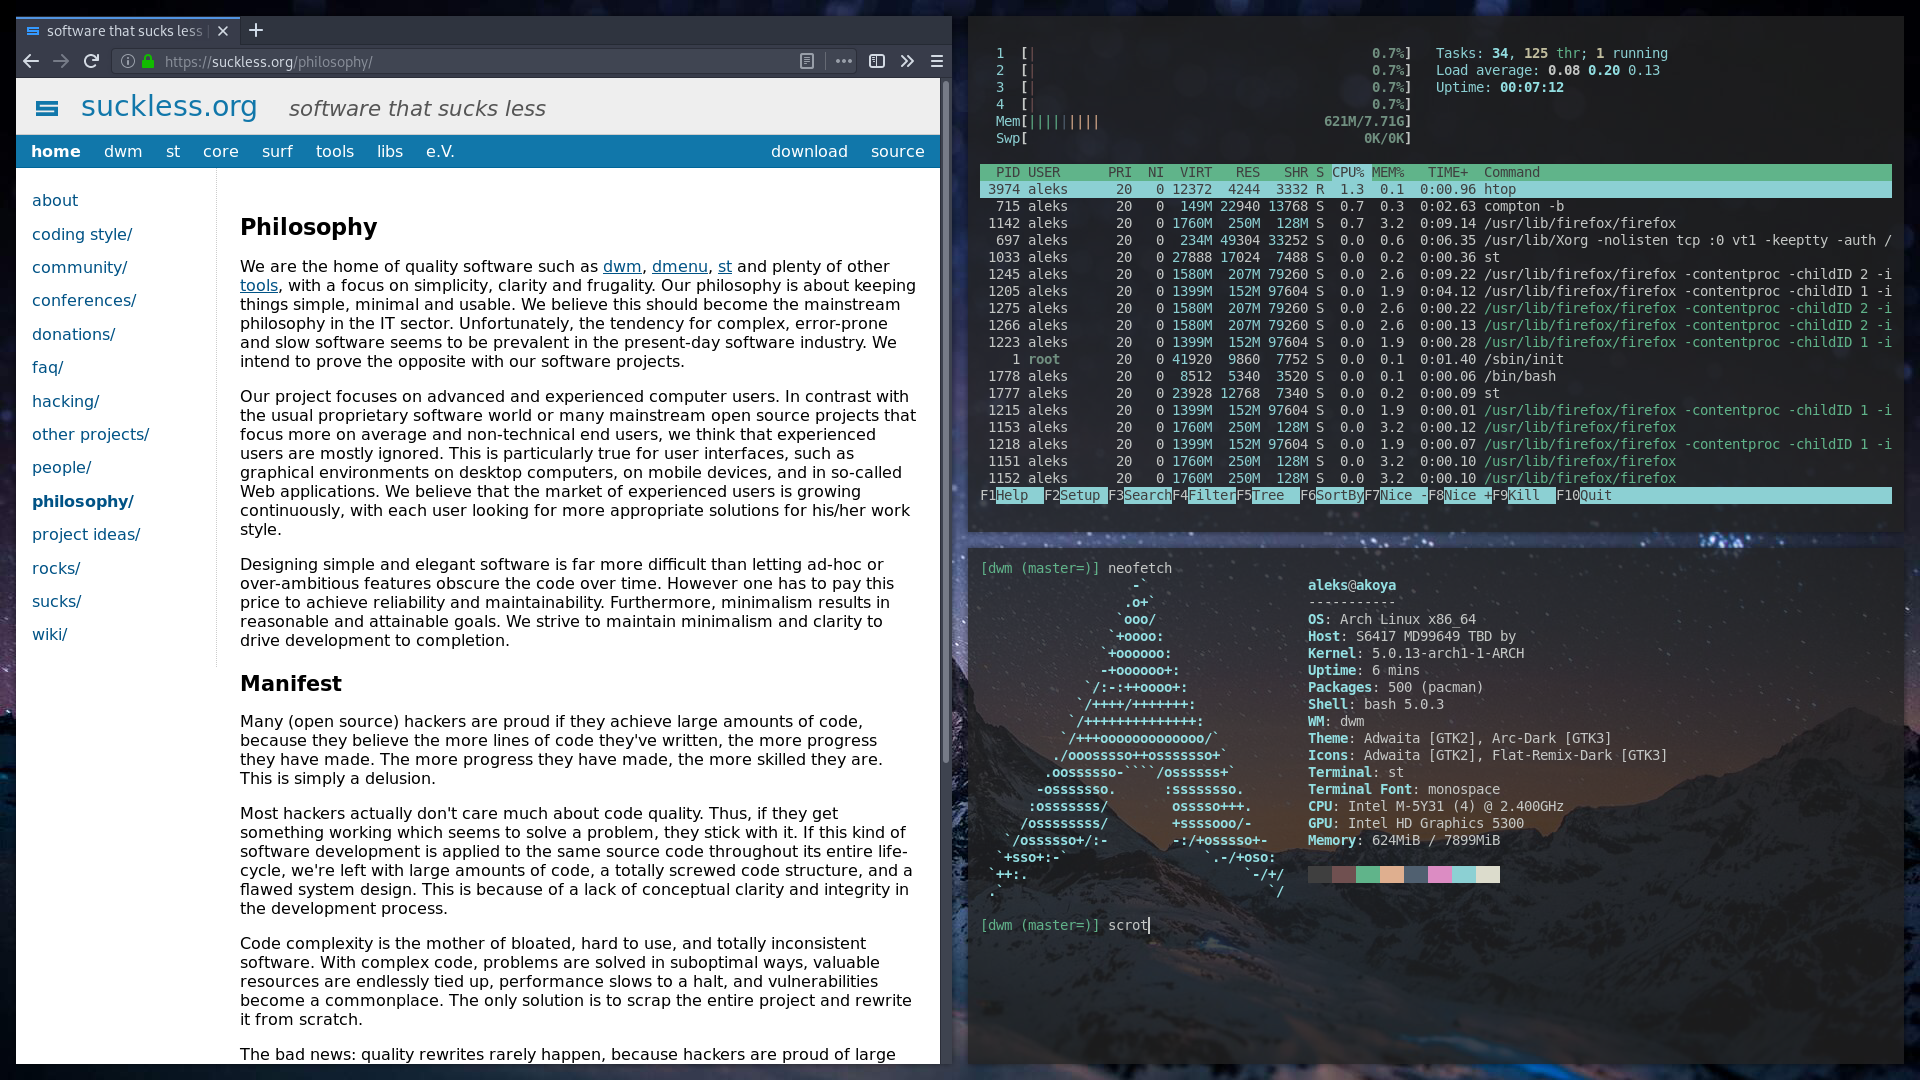 software that sucks less
https://suckless.org/philosophy/
suckless.org software that sucks less
home dwm st core surf tools libs e.V. download source
about
coding style/
community/
conferences/
donations/
faq/
hacking/
other projects/
people/
philosophy/
project ideas/
rocks/
sucks/
wiki/
Philosophy
We are the home of quality software such as dwm, dmenu, st and plenty of other
tools, with a focus on simplicity, clarity and frugality. Our philosophy is about keeping
things simple, minimal and usable. We believe this should become the mainstream
philosophy in the IT sector. Unfortunately, the tendency for complex, error-prone
and slow software seems to be prevalent in the present-day software industry. We
intend to prove the opposite with our software projects.
Our project focuses on advanced and experienced computer users. In contrast with
the usual proprietary software world or many mainstream open source projects that
focus more on average and non-technical end users, we think that experienced
users are mostly ignored. This is particularly true for user interfaces, such as
graphical environments on desktop computers, on mobile devices, and in so-called
Web applications. We believe that the market of experienced users is growing
continuously, with each user looking for more appropriate solutions for his/her work
style.
Designing simple and elegant software is far more difficult than letting ad-hoc or
over-ambitious features obscure the code over time. However one has to pay this
price to achieve reliability and maintainability. Furthermore, minimalism results in
reasonable and attainable goals. We strive to maintain minimalism and clarity to
drive development to completion.
Manifest
Many (open source) hackers are proud if they achieve large amounts of code,
because they believe the more lines of code they've written, the more progress
they have made. The more progress they have made, the more skilled they are.
This is simply a delusion.
Most hackers actually don't care much about code quality. Thus, if they get
something working which seems to solve a problem, they stick with it. If this kind of
software development is applied to the same source code throughout its entire life-
cycle, we're left with large amounts of code, a totally screwed code structure, and a
flawed system design. This is because of a lack of conceptual clarity and integrity in
the development process.
Code complexity is the mother of bloated, hard to use, and totally inconsistent
software. With complex code, problems are solved in suboptimal ways, valuable
resources are endlessly tied up, performance slows to a halt, and vulnerabilities
become a commonplace. The only solution is to scrap the entire project and rewrite
it from scratch.
The bad news: quality rewrites rarely happen, because hackers are proud of large
1 [| 0.7%] Tasks: 34, 125 thr; 1 running
2 [| 0.7%] Load average: 0.08 0.20 0.13
3 [| 0.7%] Uptime: 00:07:12
4 [| 0.7%]
Mem[||||||||| 621M/7.71G]
Swp[ 0K/0K]
PID USER PRI NI VIRT RES SHR S CPU% MEM% TIME+ Command
3974 aleks 20 0 12372 4244 3332 R 1.3 0.1 0:00.96 htop
715 aleks 20 0 149M 22940 13768 S 0.7 0.3 0:02.63 compton -b
1142 aleks 20 0 1760M 250M 128M S 0.7 3.2 0:09.14 /usr/lib/firefox/firefox
697 aleks 20 0 234M 49304 33252 S 0.0 0.6 0:06.35 /usr/lib/Xorg -nolisten tcp :0 vt1 -keeptty -auth /
1033 aleks 20 0 27888 17024 7488 S 0.0 0.2 0:00.36 st
1245 aleks 20 0 1580M 207M 79260 S 0.0 2.6 0:09.22 /usr/lib/firefox/firefox -contentproc -childID 2 -i
1205 aleks 20 0 1399M 152M 97604 S 0.0 1.9 0:04.12 /usr/lib/firefox/firefox -contentproc -childID 1 -i
1275 aleks 20 0 1580M 207M 79260 S 0.0 2.6 0:00.22 /usr/lib/firefox/firefox -contentproc -childID 2 -i
1266 aleks 20 0 1580M 207M 79260 S 0.0 2.6 0:00.13 /usr/lib/firefox/firefox -contentproc -childID 2 -i
1223 aleks 20 0 1399M 152M 97604 S 0.0 1.9 0:00.28 /usr/lib/firefox/firefox -contentproc -childID 1 -i
1 root 20 0 41920 9860 7752 S 0.0 0.1 0:01.40 /sbin/init
1778 aleks 20 0 8512 5340 3520 S 0.0 0.1 0:00.06 /bin/bash
1777 aleks 20 0 23928 12768 7340 S 0.0 0.2 0:00.09 st
1215 aleks 20 0 1399M 152M 97604 S 0.0 1.9 0:00.01 /usr/lib/firefox/firefox -contentproc -childID 1 -i
1153 aleks 20 0 1760M 250M 128M S 0.0 3.2 0:00.12 /usr/lib/firefox/firefox
1218 aleks 20 0 1399M 152M 97604 S 0.0 1.9 0:00.07 /usr/lib/firefox/firefox -contentproc -childID 1 -i
1151 aleks 20 0 1760M 250M 128M S 0.0 3.2 0:00.10 /usr/lib/firefox/firefox
1152 aleks 20 0 1760M 250M 128M S 0.0 3.2 0:00.10 /usr/lib/firefox/firefox
F1Help F2Setup F3SearchF4FilterF5Tree F6SortByF7Nice -F8Nice +F9Kill F10Quit
[dwm (master=)] neofetch
-` aleks@akoya
.o+` -----------
`ooo/ OS: Arch Linux x86_64
`+oooo: Host: S6417 MD99649 TBD by
`+oooooo: Kernel: 5.0.13-arch1-1-ARCH
-+oooooo+: Uptime: 6 mins
`/:-:++oooo+: Packages: 500 (pacman)
`/++++/+++++++: Shell: bash 5.0.3
`/++++++++++++++: WM: dwm
`/+++ooooooooooooo/` Theme: Adwaita [GTK2], Arc-Dark [GTK3]
./ooosssso++osssssso+` Icons: Adwaita [GTK2], Flat-Remix-Dark [GTK3]
.oossssso-````/ossssss+` Terminal: st
-osssssso. :ssssssso. Terminal Font: monospace
:osssssss/ osssso+++. CPU: Intel M-5Y31 (4) @ 2.400GHz
/ossssssss/ +ssssooo/- GPU: Intel HD Graphics 5300
`/ossssso+/:- -:/+osssso+- Memory: 624MiB / 7899MiB
`+sso+:-` `.-/+oso:
`++:. `-/+/
.` `/
[dwm (master=)] scrot